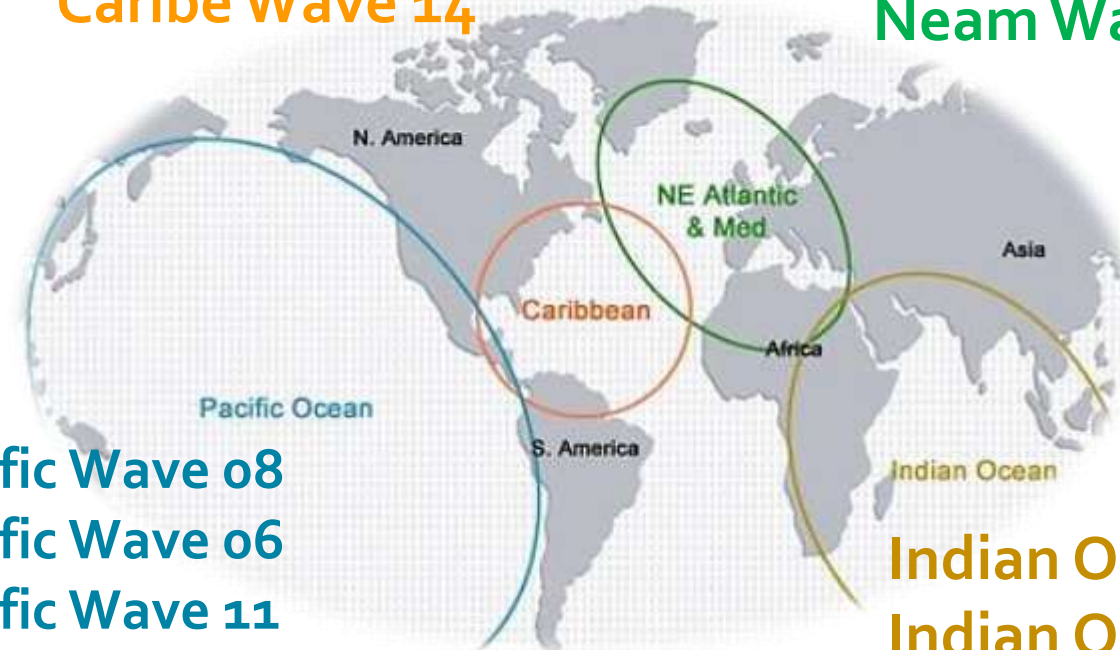 Caribe Wave 14
Neam Wa
N. America
NE Atlantic
& Med
Asia
Caribbean
Africa
Pacific Ocean
S. America
Indian Ocean
fic Wave 08
fic Wave 06
fic Wave 11
Indian O
Indian O